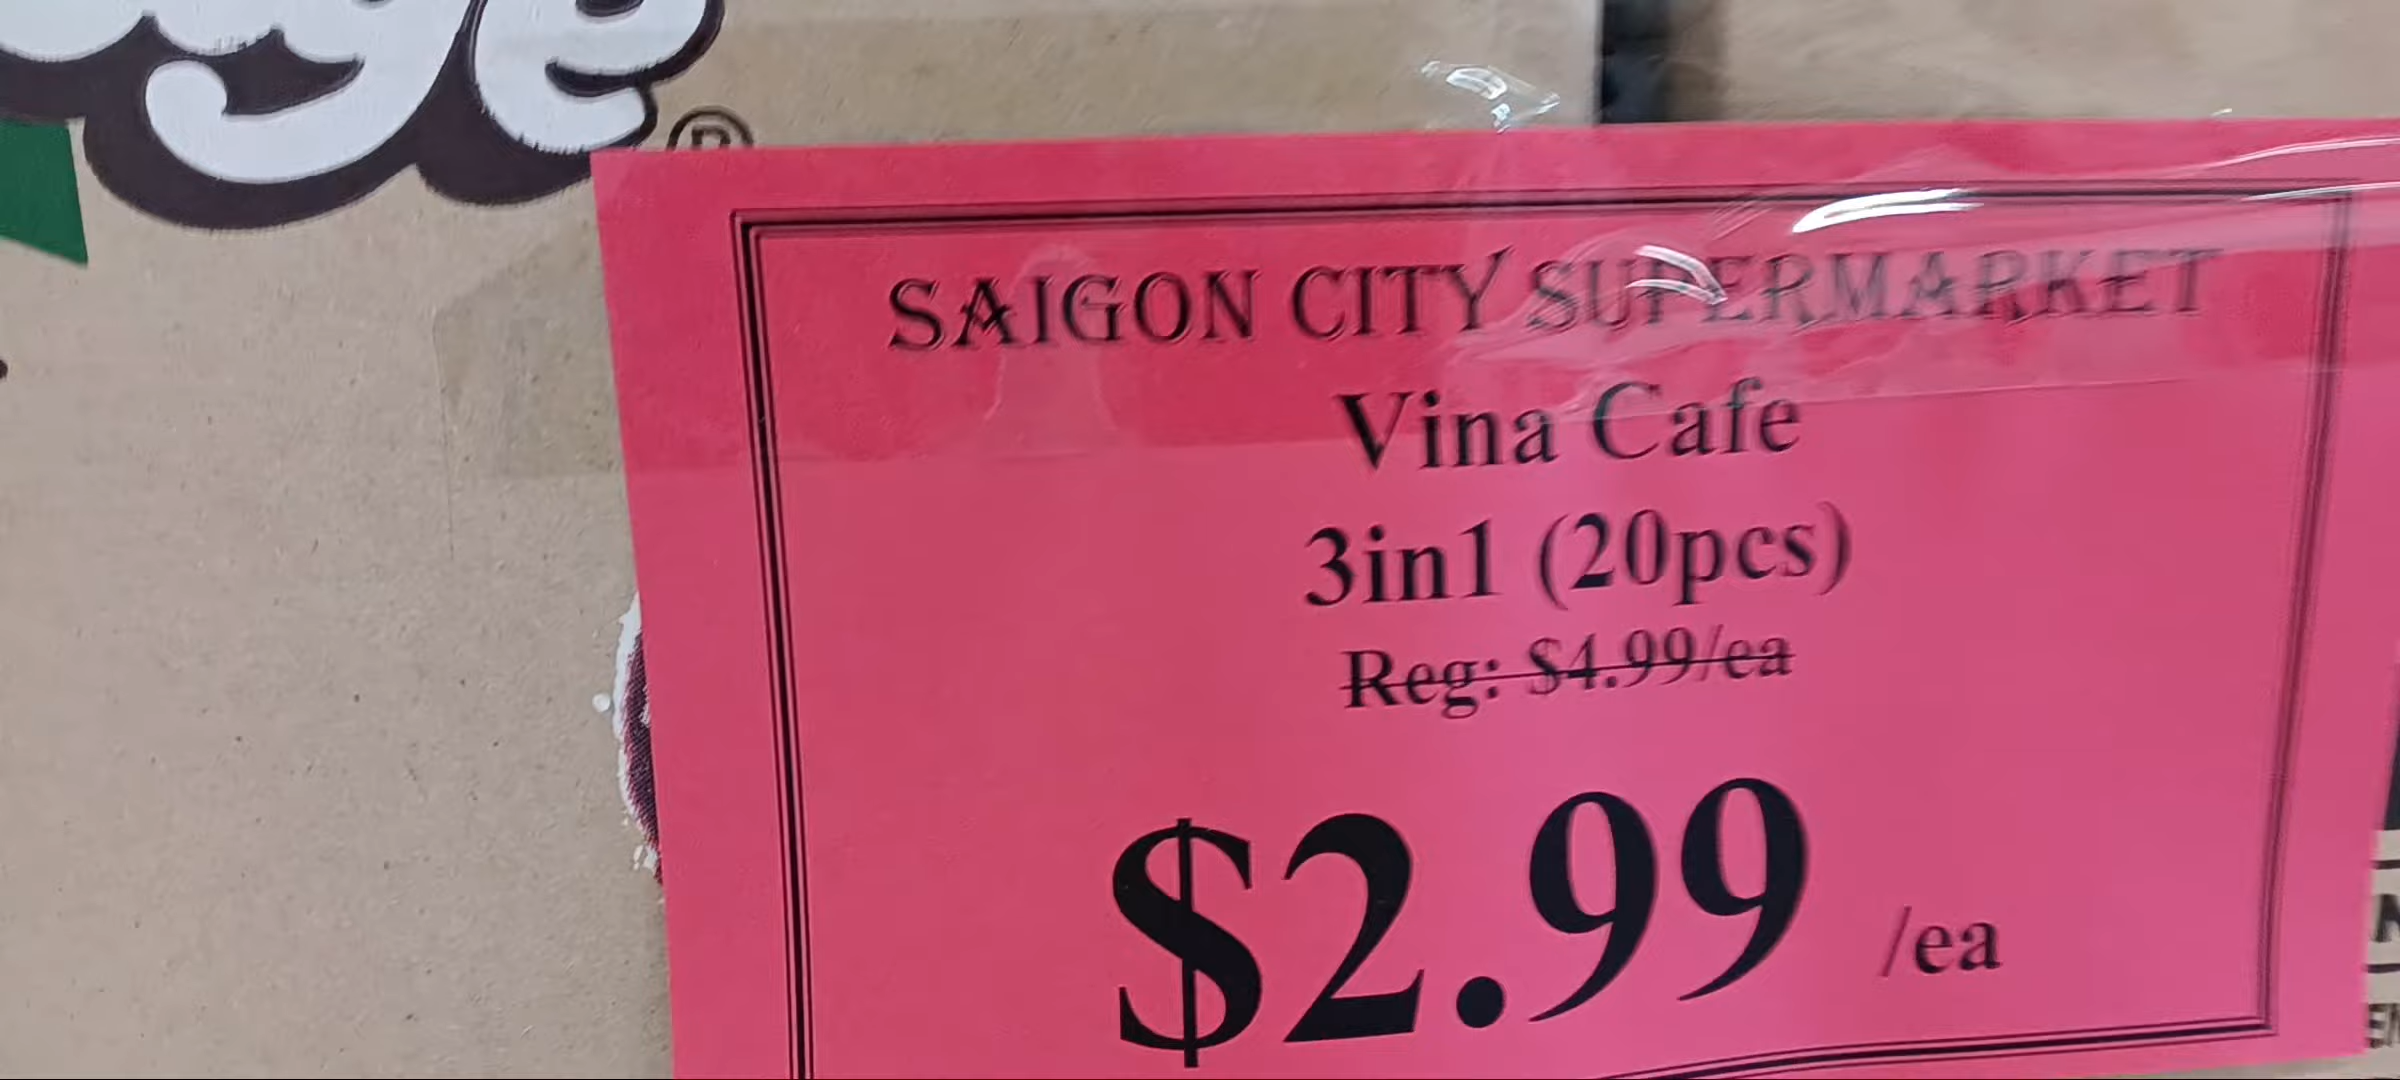 ®
SAIGON CITY SUPERMARKET
Vina Cafe
3in1 (20pcs)
Reg: $4.99/ea
$2.99 /ea